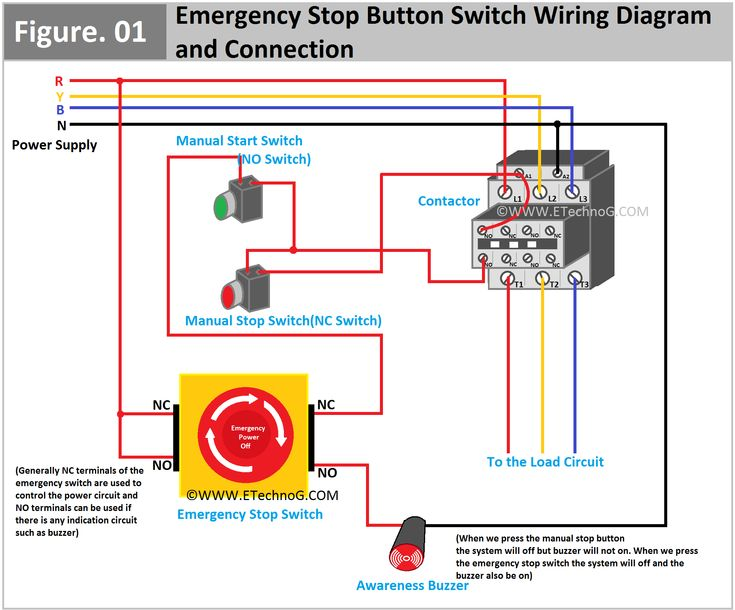 Figure. 01
Emergency Stop Button Switch Wiring Diagram
and Connection
R
Y
B
N
Power Supply
Manual Start Switch
(NO Switch)
Contactor
A1
A2
L1
L2
L3
©WWW.ETechnoG.COM
NO
NC
NO
NC
NO
NC
NO
NC
T1
T2
T3
Manual Stop Switch(NC Switch)
NC
NC
Emergency
Power
Off
NO
NO
To the Load Circuit
(Generally NC terminals of the
emergency switch are used to
control the power circuit and
NO terminals can be used if
there is any indication circuit
such as buzzer)
©WWW.ETechnoG.COM
Emergency Stop Switch
(When we press the manual stop button
the system will off but buzzer will not on. When we press
the emergency stop switch the system will off and the
buzzer also be on)
Awareness Buzzer